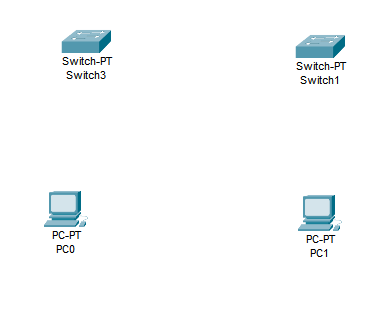 Switch-PT
Switch3
Switch-PT
Switch1
PC-PT
PC0
PC-PT
PC1